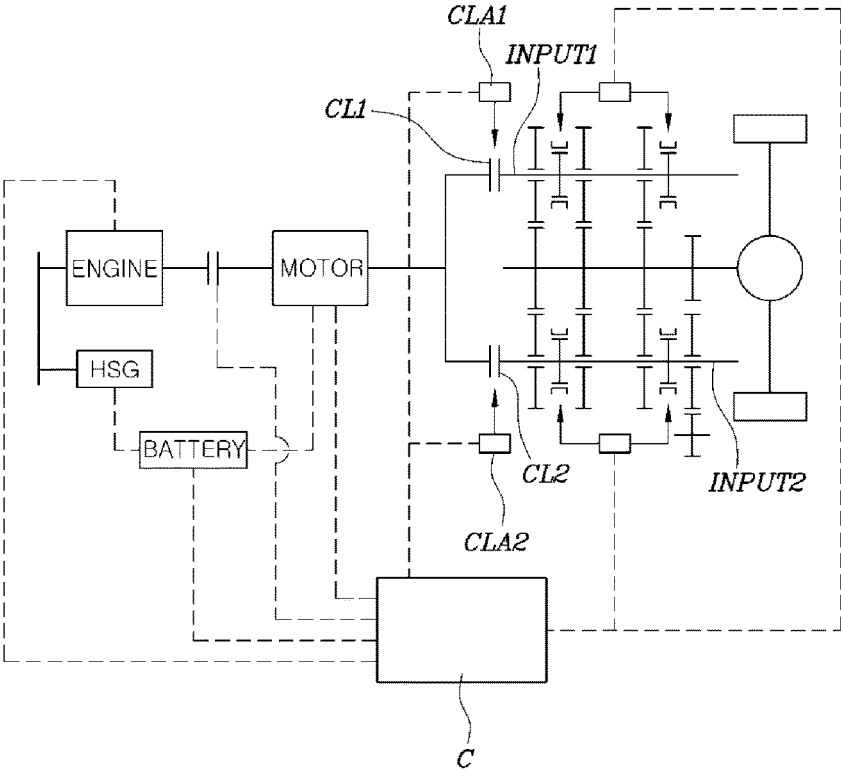 CLA1
INPUT1
CL1
ENGINE
MOTOR
HSG
BATTERY
CL2
INPUT2
CLA2
C